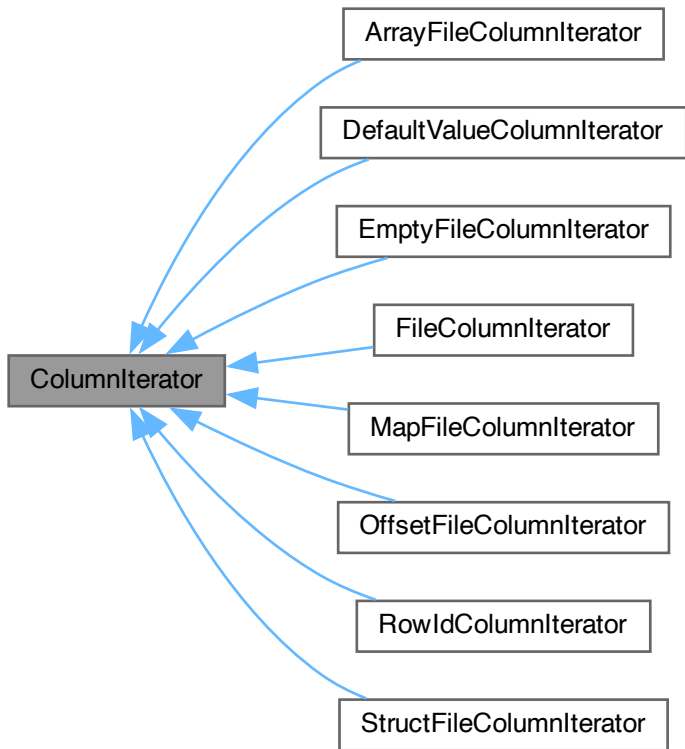 ArrayFileColumnIterator
DefaultValueColumnIterator
EmptyFileColumnIterator
FileColumnIterator
ColumnIterator
MapFileColumnIterator
OffsetFileColumnIterator
RowIdColumnIterator
StructFileColumnIterator